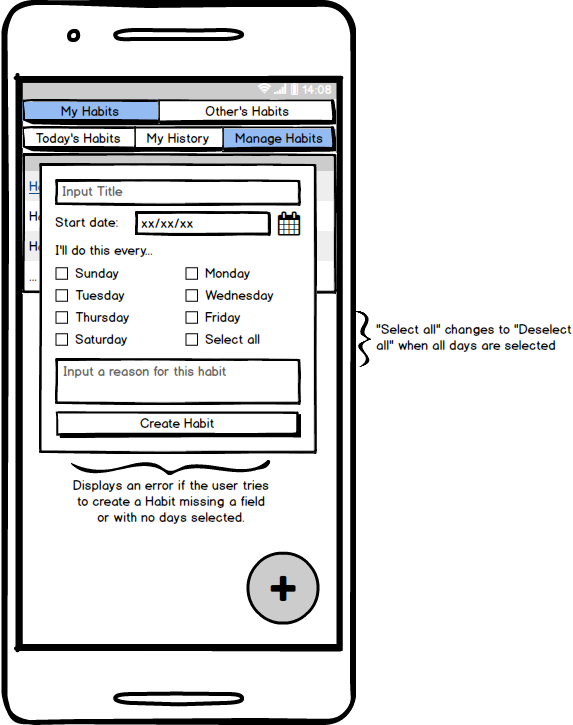 14:08
My Habits Other's Habits
Today's Habits My History Manage Habits
Input Title
Start date: xx/xx/xx
I'll do this every...
Sunday Monday
Tuesday Wednesday
Thursday Friday
Saturday Select all
Input a reason for this habit
Create Habit
Ha
Ha
Ha
...
"Select all" changes to "Deselect
all" when all days are selected
Displays an error if the user tries
to create a Habit missing a field
or with no days selected.